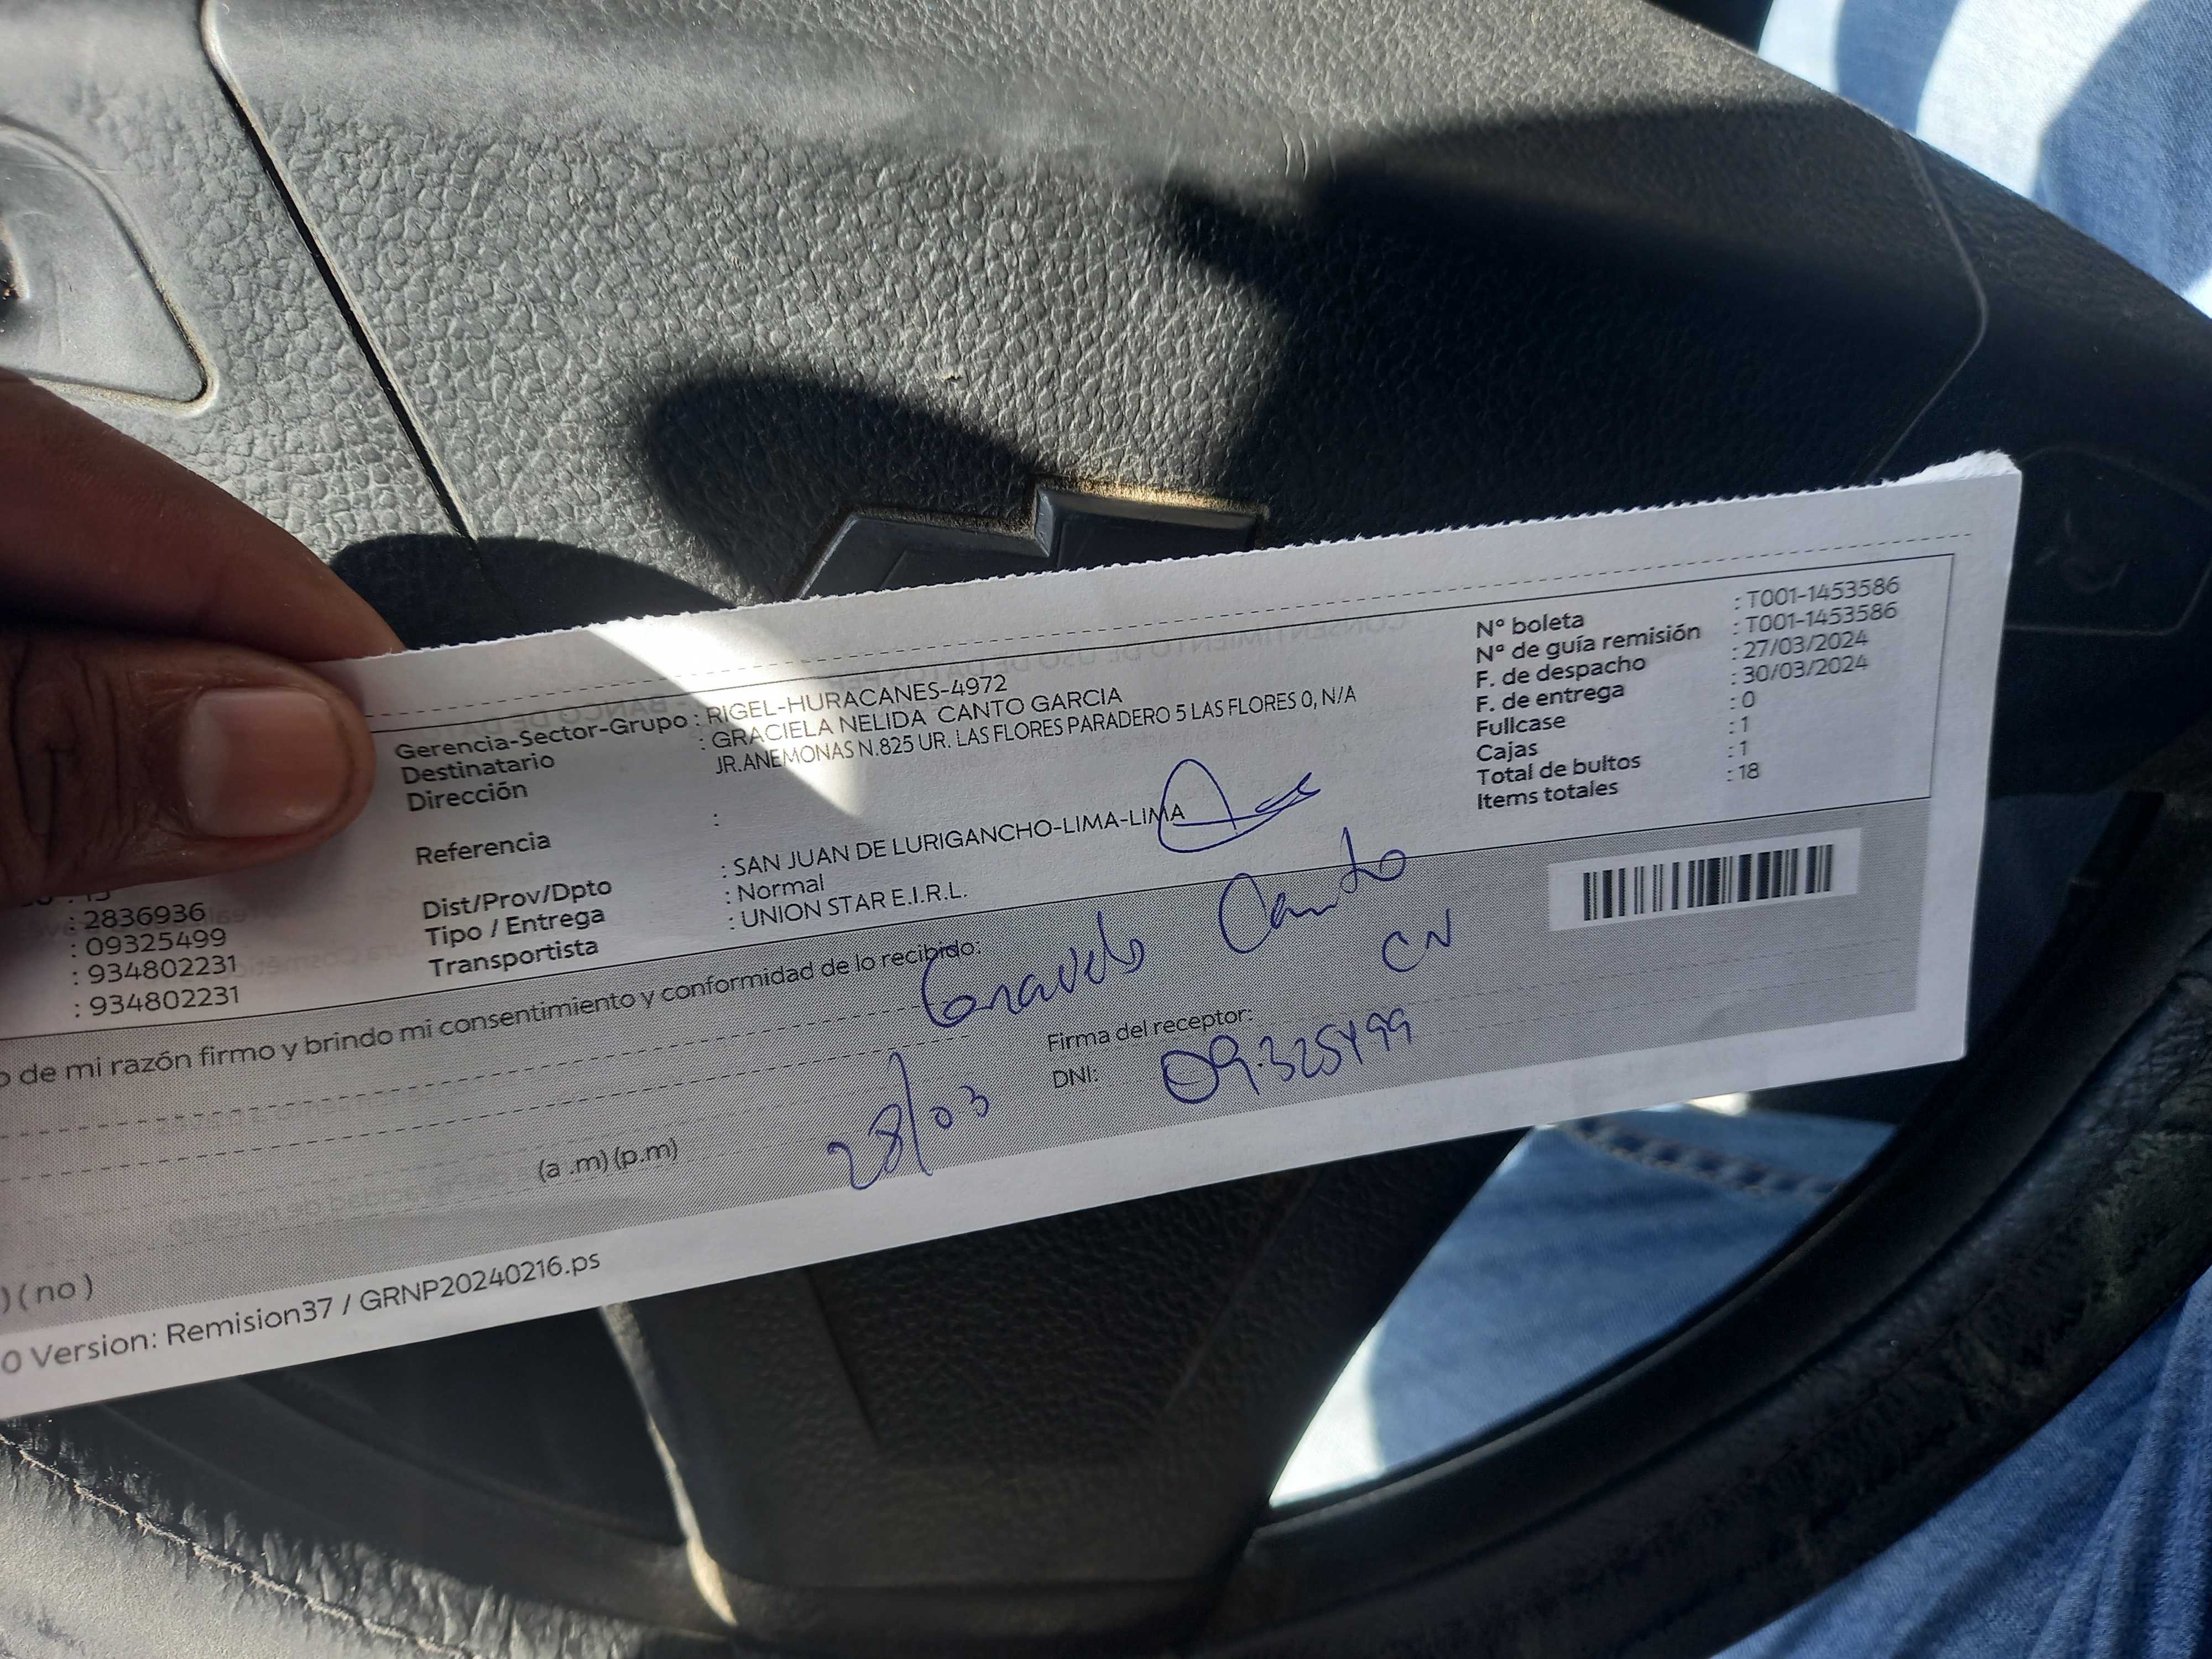 Gerencia-Sector-Grupo : RIGEL-HURACANES-4972
Destinatario : GRACIELA NELIDA CANTO GARCIA
Dirección JR.ANEMONAS N.825 UR. LAS FLORES PARADERO 5 LAS FLORES 0, N/A
Referencia :
Dist/Prov/Dpto : SAN JUAN DE LURIGANCHO-LIMA-LIMA
Tipo / Entrega : Normal
Transportista : UNION STAR E.I.R.L.
N° boleta : T001-1453586
N° de guía remisión : T001-1453586
F. de despacho : 27/03/2024
F. de entrega : 30/03/2024
Fullcase : 0
Cajas : 1
Total de bultos : 1
Items totales : 18
: 13
: 2836936
: 09325499
: 934802231
: 934802231
o de mi razón firmo y brindo mi consentimiento y conformidad de lo recibido:
Canto
CN
Firma del receptor:
DNI: 09325499
28/03
(a .m) (p.m)
) ( no )
0 Version: Remision37 / GRNP20240216.ps